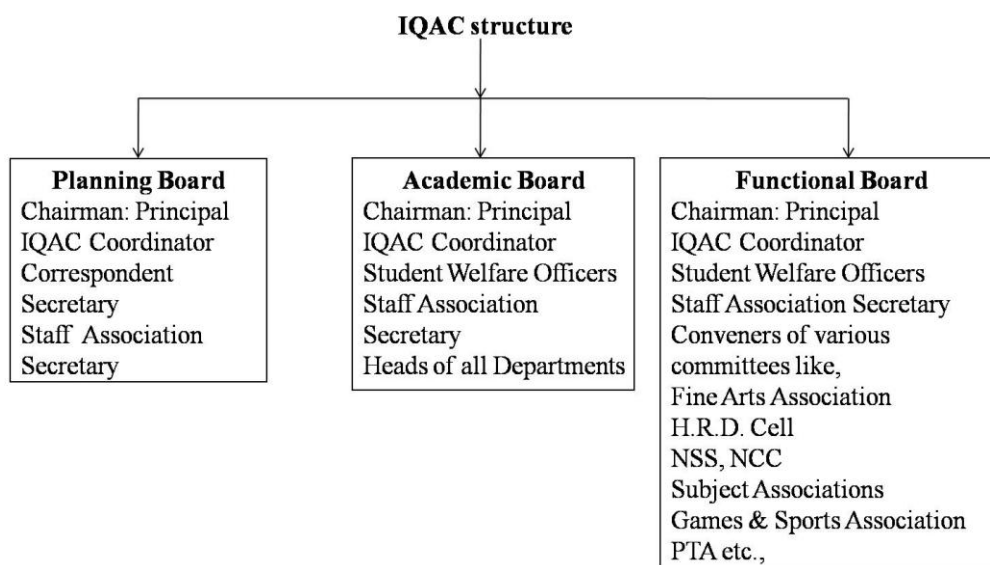 IQAC structure
Planning Board
Chairman: Principal
IQAC Coordinator
Correspondent
Secretary
Staff Association
Secretary
Academic Board
Chairman: Principal
IQAC Coordinator
Student Welfare Officers
Staff Association
Secretary
Heads of all Departments
Functional Board
Chairman: Principal
IQAC Coordinator
Student Welfare Officers
Staff Association Secretary
Conveners of various
committees like,
Fine Arts Association
H.R.D. Cell
NSS, NCC
Subject Associations
Games & Sports Association
PTA etc.,